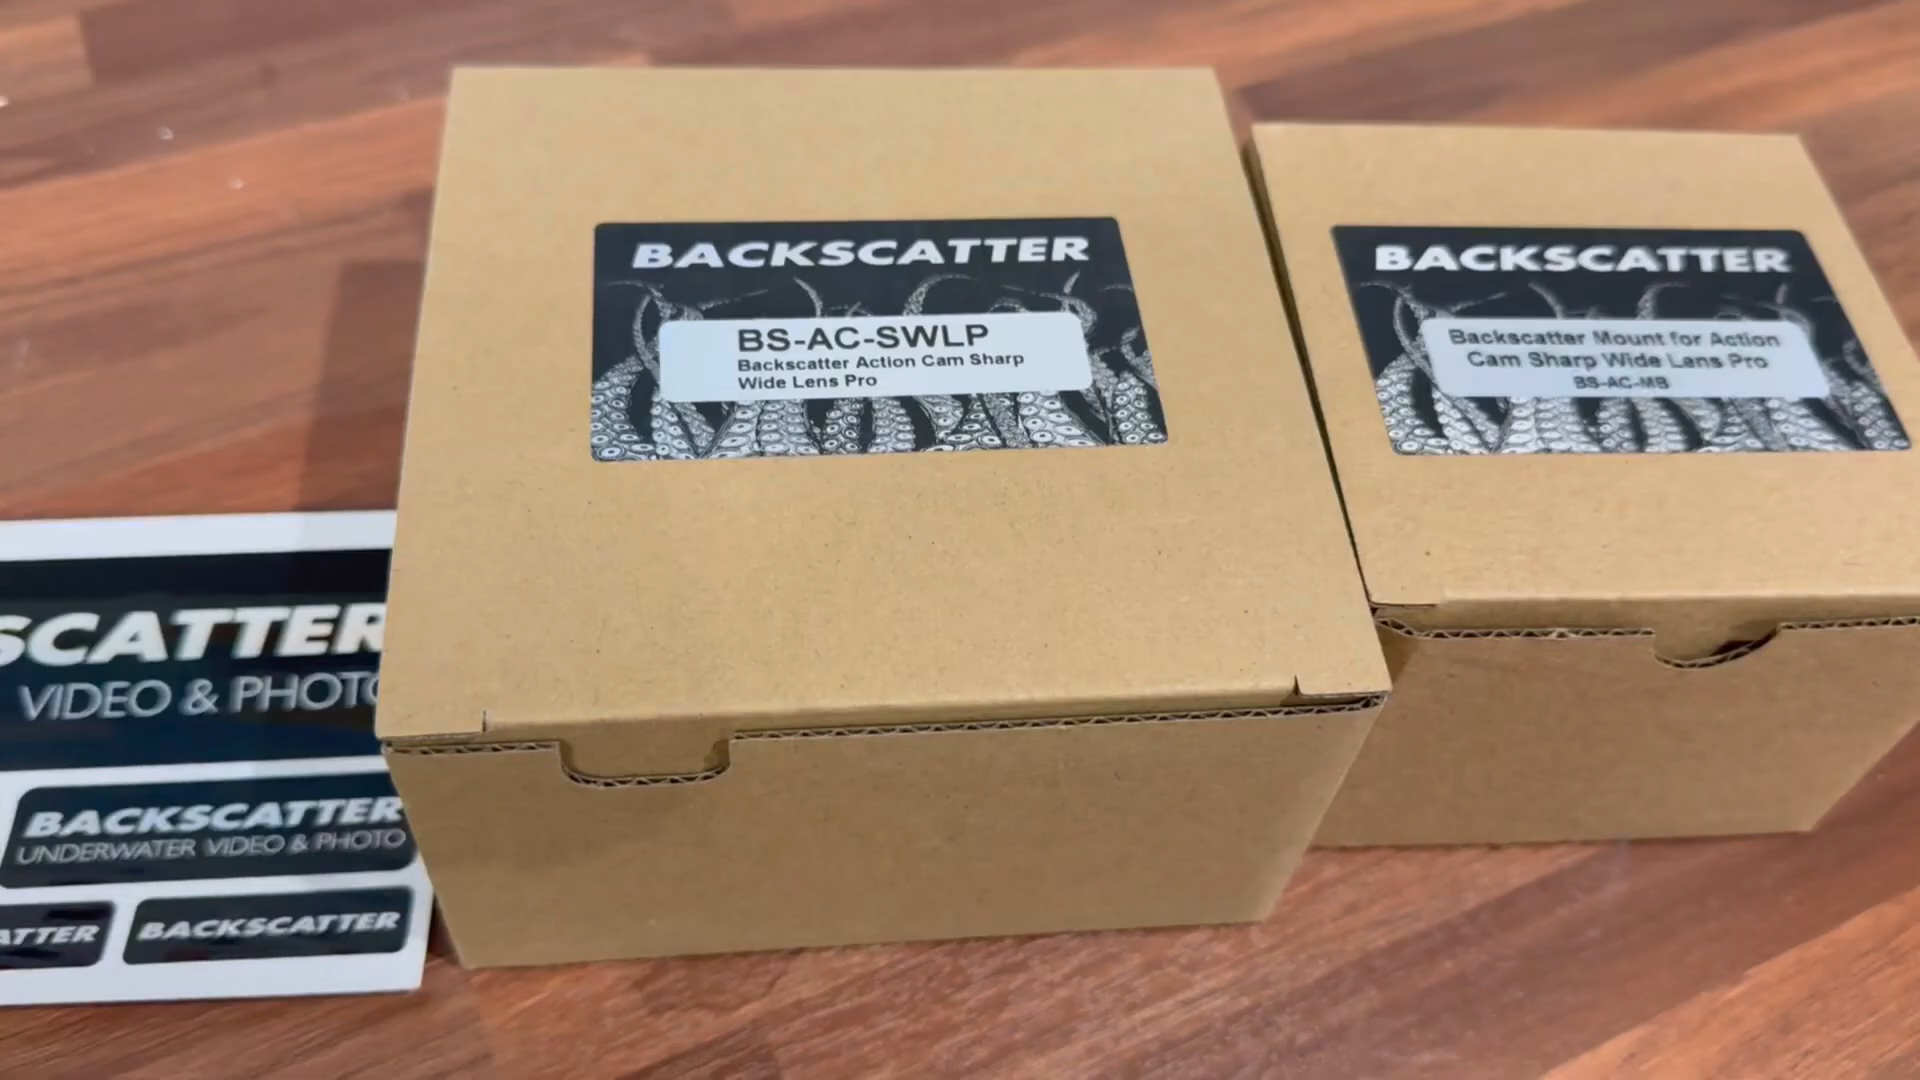 BACKSCATTER
BS-AC-SWLP
Backscatter Action Cam Sharp
Wide Lens Pro
BACKSCATTER
Backscatter Mount for Action
Cam Sharp Wide Lens Pro
BS-AC-MB
SCATTER
VIDEO & PHOTO
BACKSCATTER
UNDERWATER VIDEO & PHOTO
ATTER
BACKSCATTER